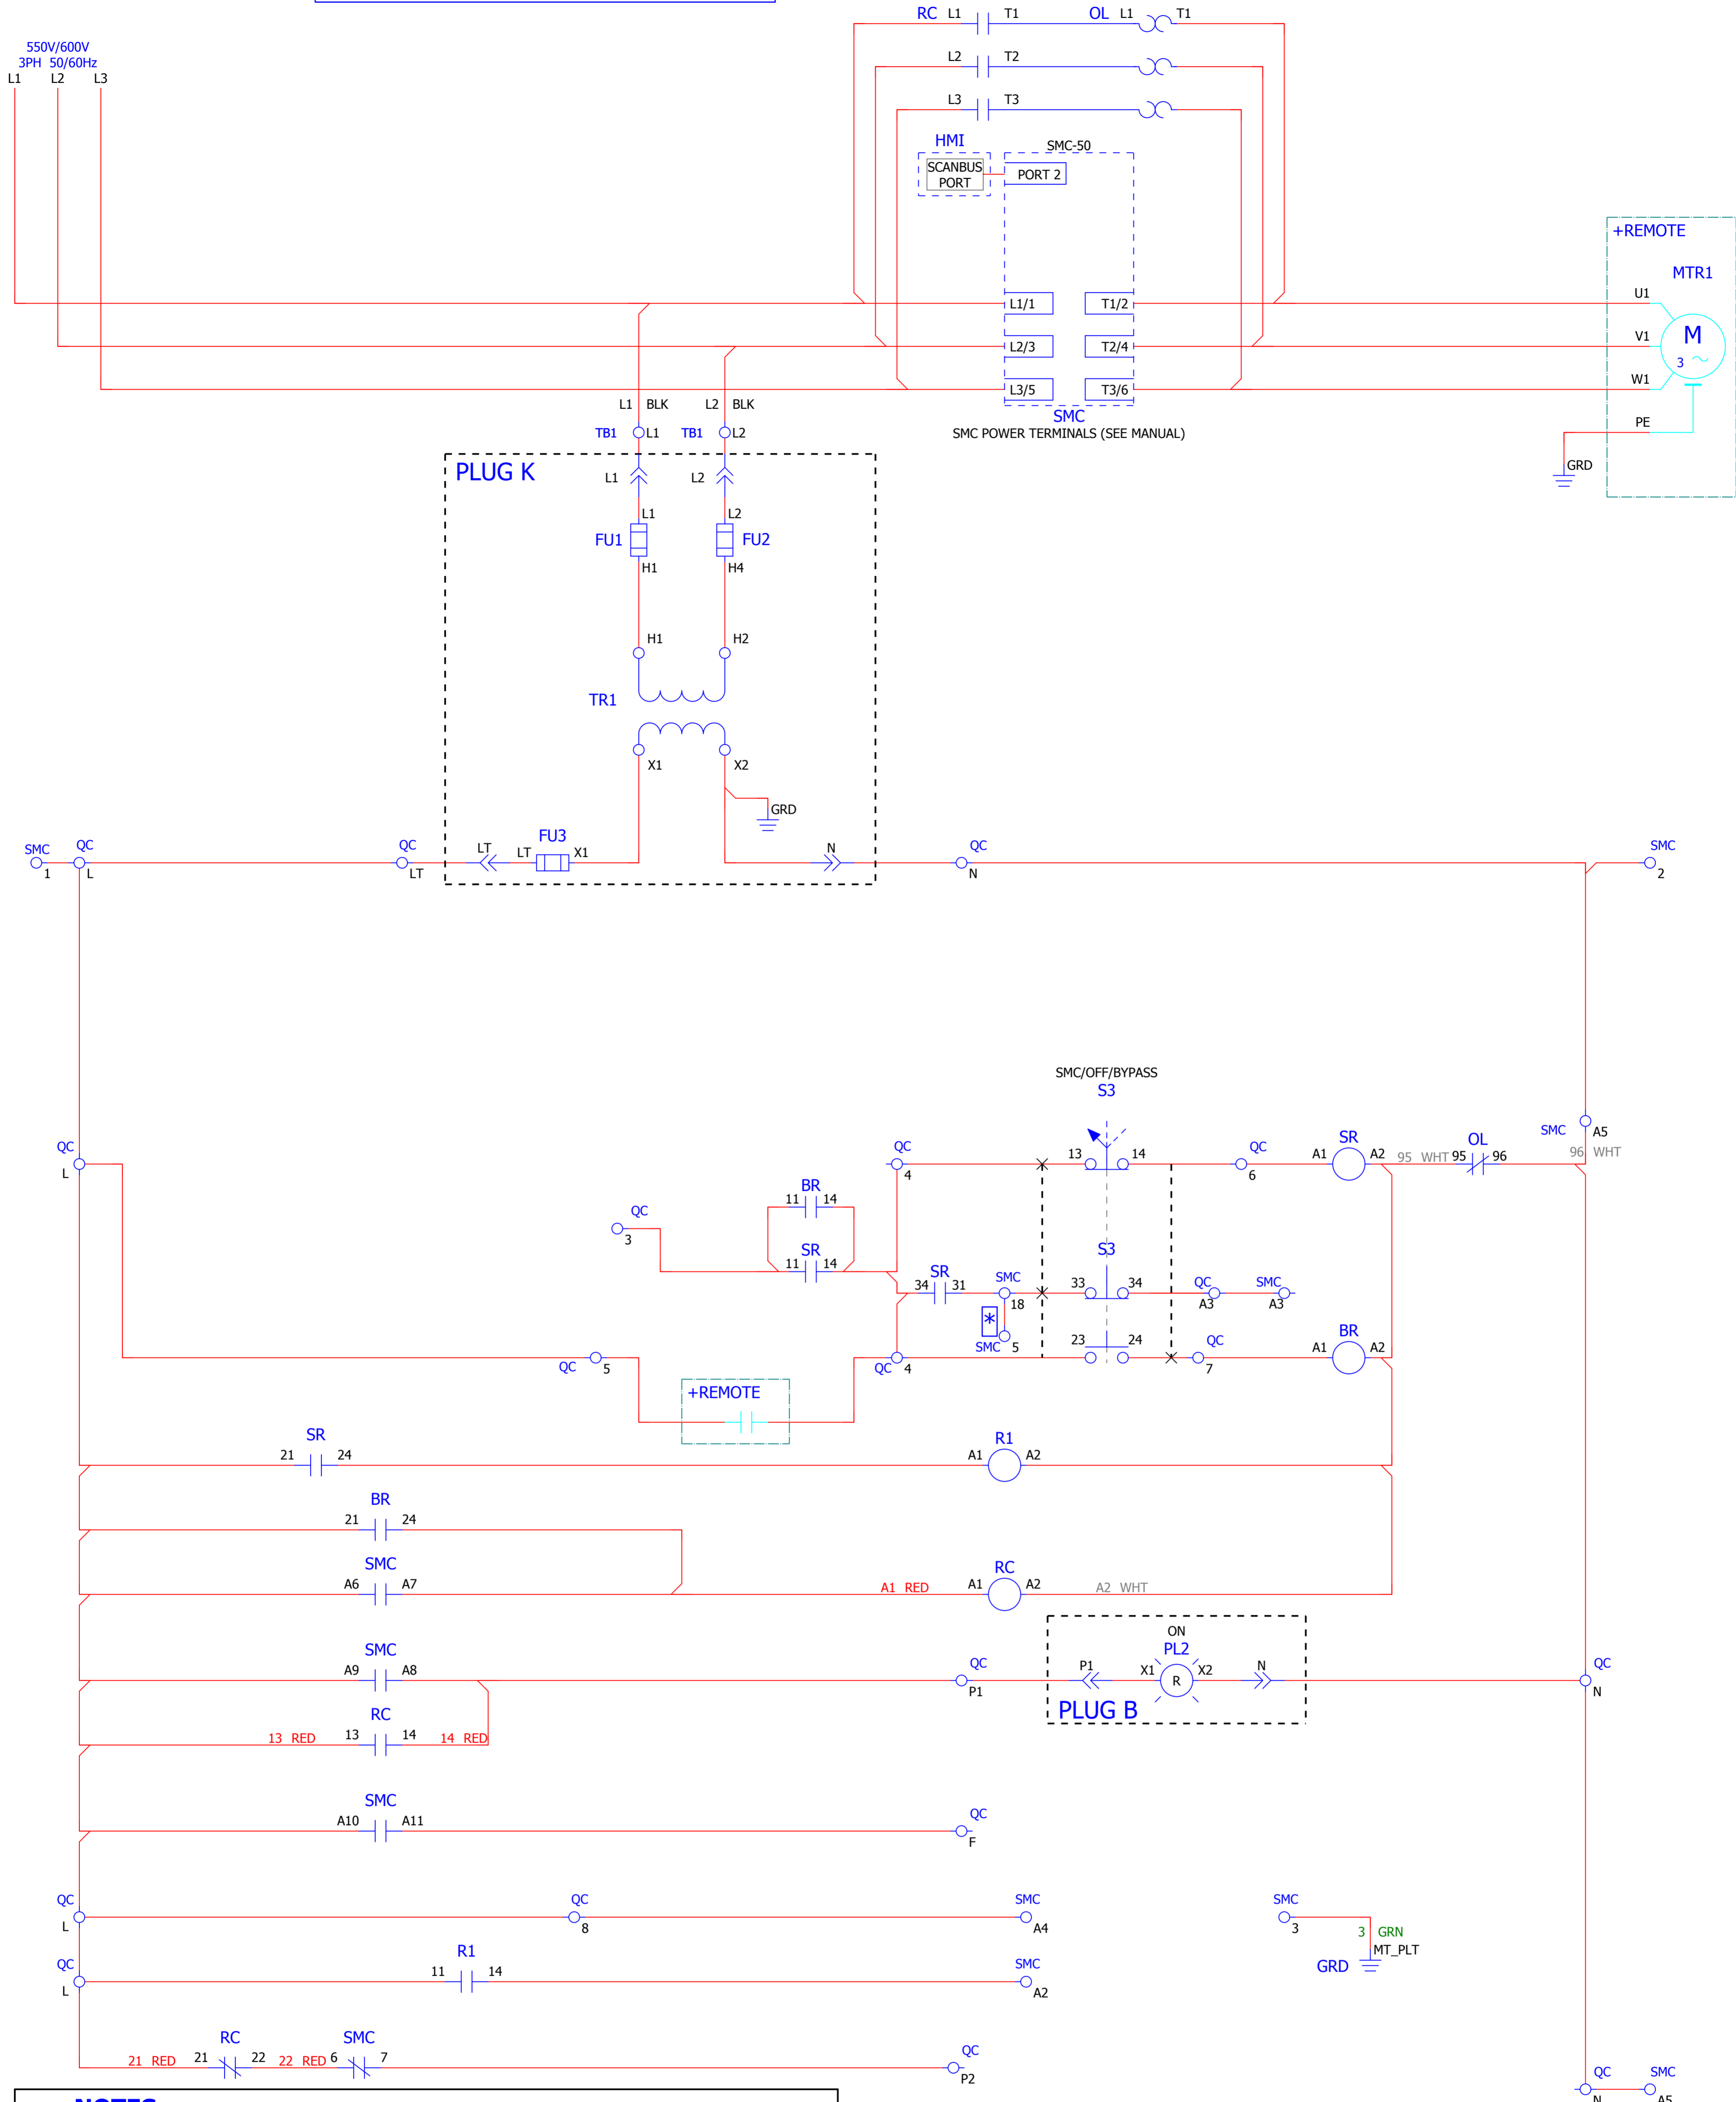 RC L1 T1 OL L1 T1
550V/600V
3PH 50/60Hz
L1 L2 L3
L2 T2
L3 T3
HMI
SMC-50
SCANBUS
PORT
PORT 2
+REMOTE
MTR1
L1/1 T1/2 U1
L2/3 T2/4 V1
M
3
L3/5 T3/6 W1
L1 BLK L2 BLK
SMC
PE
TB1 L1 TB1 L2
SMC POWER TERMINALS (SEE MANUAL)
PLUG K
L1 L2
GRD
L1 L2
FU1 FU2
H1 H4
H1 H2
TR1
X1 X2
GRD
FU3
SMC QC QC LT LT X1 N QC SMC
1 L LT N 2
SMC/OFF/BYPASS
S3
SMC A5
QC QC 13 14 QC SR OL
A1 A2 95 WHT 95 96 96 WHT
L 4 6
BR
11 14
QC
3
SR
11 14
S3
SR
34 31 SMC 33 34 QC SMC
18 A3 A3
*
SMC 5 23 24 QC BR
A1 A2
QC 5 QC 4 7
+REMOTE
SR
21 24
R1
A1 A2
BR
21 24
SMC
A6 A7
RC
A1 RED A1 A2 A2 WHT
ON
PL2
SMC
A9 A8
QC P1 X1 R X2 N QC
P1 N
PLUG B
RC
13 RED 13 14 14 RED
SMC
A10 A11
QC
F
QC QC SMC SMC
L 8 A4 3
3 GRN
MT_PLT
GRD
QC R1 SMC
11 14
L A2
RC SMC
21 RED 21 22 22 RED 6 7 QC
P2
QC SMC
N A5
NOTES